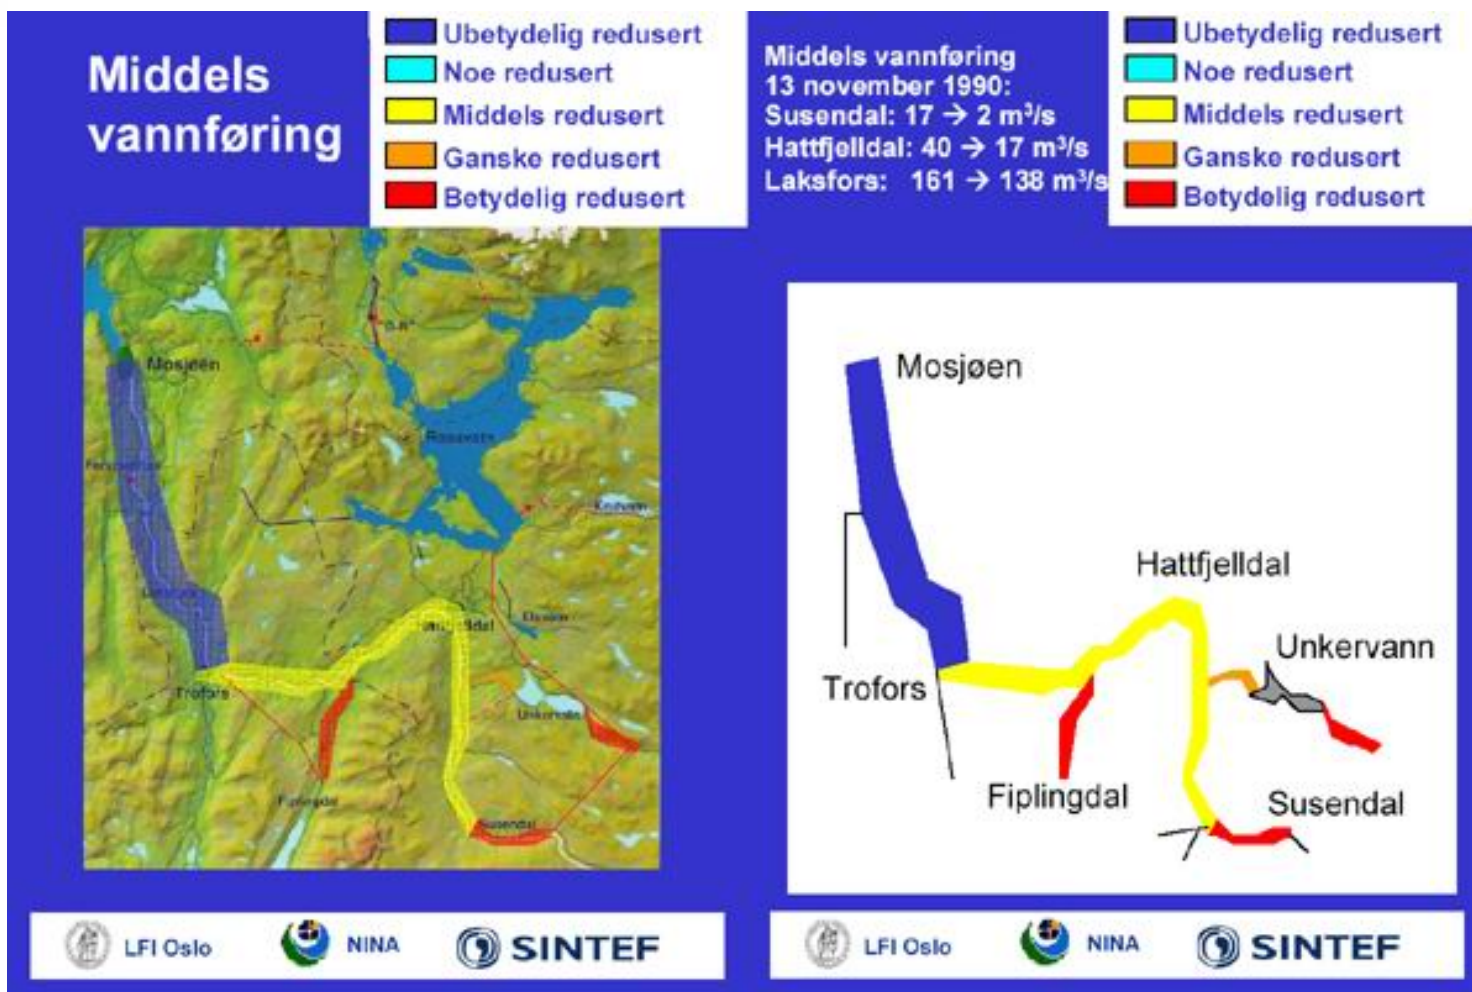 Middels
vannføring
Ubetydelig redusert
Noe redusert
Middels redusert
Ganske redusert
Betydelig redusert
Mosjøen
Røssvatn
Trofors
Hattfjelldal
Unkervatn
Fiplingdal
Susendal
LFI Oslo
NINA
SINTEF
Middels vannføring
13 november 1990:
Susendal: 17 → 2 m³/s
Hattfjelldal: 40 → 17 m³/s
Laksfors: 161 → 138 m³/s
Ubetydelig redusert
Noe redusert
Middels redusert
Ganske redusert
Betydelig redusert
Mosjøen
Hattfjelldal
Unkervann
Trofors
Fiplingdal
Susendal
LFI Oslo
NINA
SINTEF